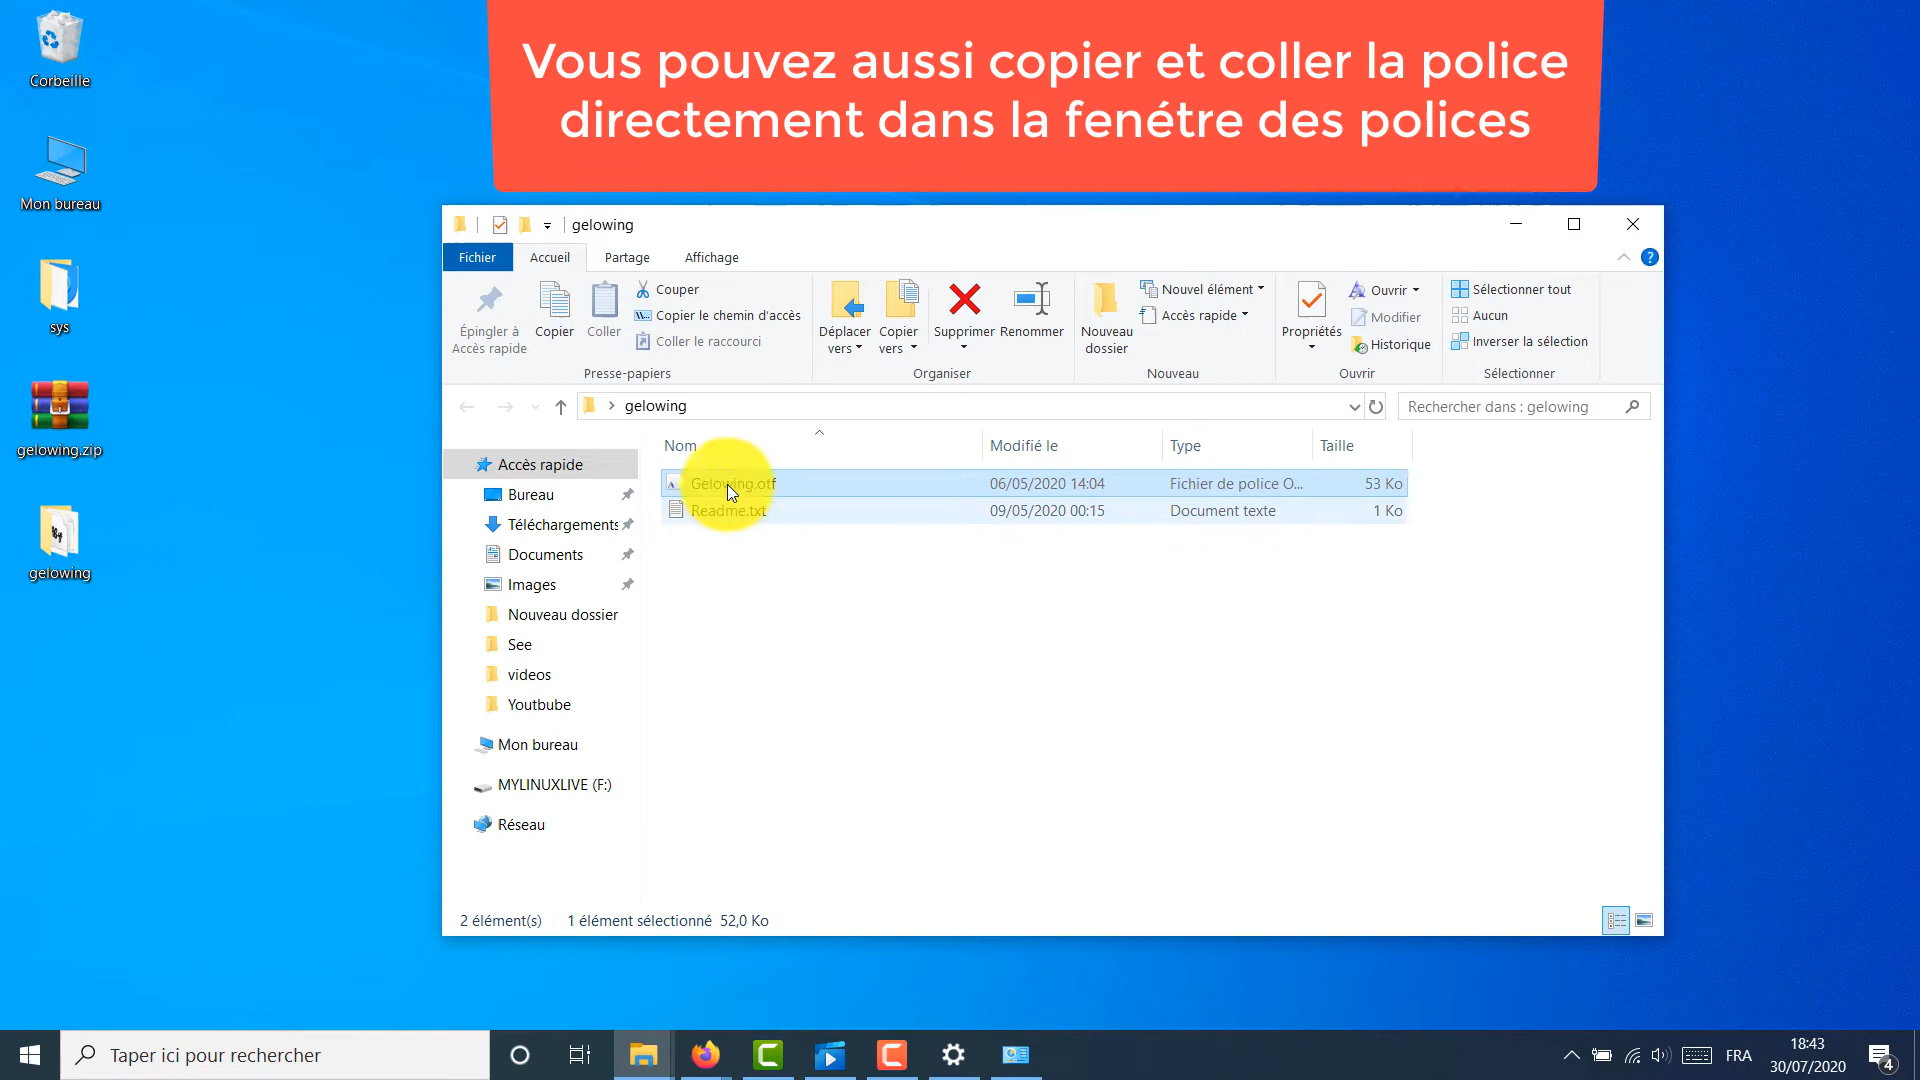 Vous pouvez aussi copier et coller la police
directement dans la fenétre des polices
Corbeille
Mon bureau
sys
gelowing.zip
gelowing
gelowing
Fichier
Accueil
Partage
Affichage
Épingler à
Accès rapide
Copier
Coller
Couper
Copier le chemin d'accès
Coller le raccourci
Presse-papiers
Déplacer
vers
Copier
vers
Supprimer
Renommer
Organiser
Nouveau
dossier
Nouvel élément
Accès rapide
Nouveau
Propriétés
Ouvrir
Modifier
Historique
Ouvrir
Sélectionner tout
Aucun
Inverser la sélection
Sélectionner
gelowing
Rechercher dans : gelowing
Nom
Modifié le
Type
Taille
Gelowing.otf
06/05/2020 14:04
Fichier de police O...
53 Ko
Readme.txt
09/05/2020 00:15
Document texte
1 Ko
Accès rapide
Bureau
Téléchargements
Documents
Images
Nouveau dossier
See
videos
Youtbube
Mon bureau
MYLINUXLIVE (F:)
Réseau
2 élément(s)
1 élément sélectionné 52,0 Ko
Taper ici pour rechercher
FRA
18:43
30/07/2020
4